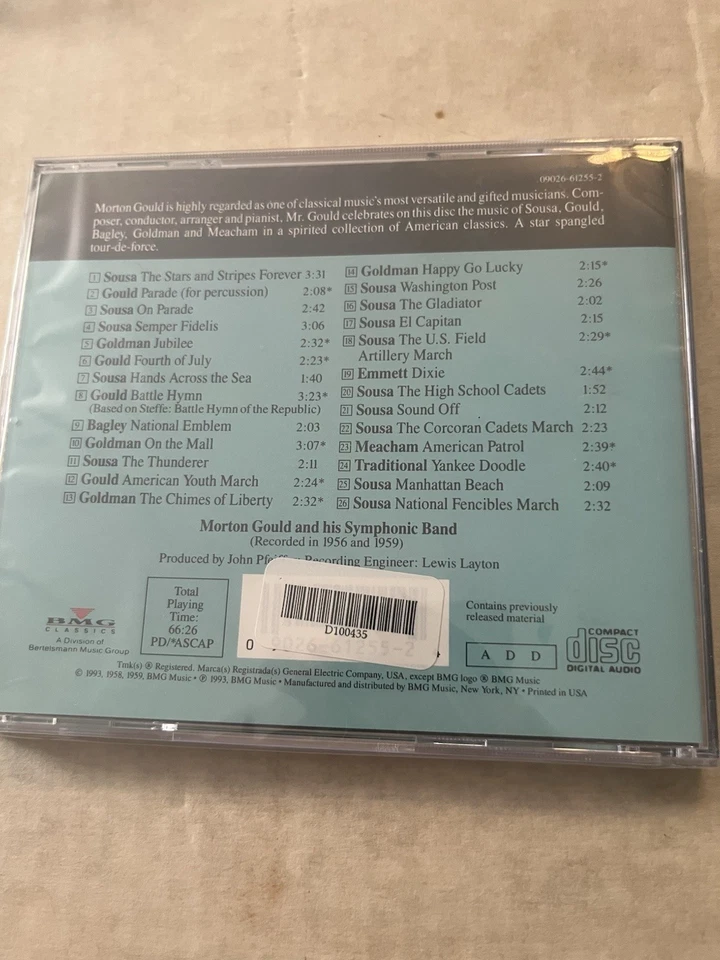 09026-61255-2
Morton Gould is highly regarded as one of classical music's most versatile and gifted musicians. Com-
poser, conductor, arranger and pianist, Mr. Gould celebrates on this disc the music of Sousa, Gould,
Bagley, Goldman and Meacham in a spirited collection of American classics. A star spangled
tour-de-force.
1 Sousa The Stars and Stripes Forever 3:31
2 Gould Parade (for percussion) 2:08*
3 Sousa On Parade 2:42
4 Sousa Semper Fidelis 3:06
5 Goldman Jubilee 2:32*
6 Gould Fourth of July 2:23*
7 Sousa Hands Across the Sea 1:40
8 Gould Battle Hymn 3:23*
(Based on Steffe: Battle Hymn of the Republic)
9 Bagley National Emblem 2:03
10 Goldman On the Mall 3:07*
11 Sousa The Thunderer 2:11
12 Gould American Youth March 2:24*
13 Goldman The Chimes of Liberty 2:32*
14 Goldman Happy Go Lucky 2:15*
15 Sousa Washington Post 2:26
16 Sousa The Gladiator 2:02
17 Sousa El Capitan 2:15
18 Sousa The U.S. Field 2:29*
Artillery March
19 Emmett Dixie 2:44*
20 Sousa The High School Cadets 1:52
21 Sousa Sound Off 2:12
22 Sousa The Corcoran Cadets March 2:23
23 Meacham American Patrol 2:39*
24 Traditional Yankee Doodle 2:40*
25 Sousa Manhattan Beach 2:09
26 Sousa National Fencibles March 2:32
Morton Gould and his Symphonic Band
(Recorded in 1956 and 1959)
Produced by John Recording Engineer: Lewis Layton
BMG
CLASSICS
A Division of
Bertelsmann Music Group
Total
Playing
Time:
66:26
PD/*ASCAP
D100435
0
Contains previously
released material
A D D
COMPACT
disc
DIGITAL AUDIO
Tmk(s) ® Registered. Marca(s) Registrada(s) General Electric Company, USA, except BMG logo ® BMG Music
© 1993, 1958, 1959, BMG Music • ℗ 1993, BMG Music • Manufactured and distributed by BMG Music, New York, NY • Printed in USA